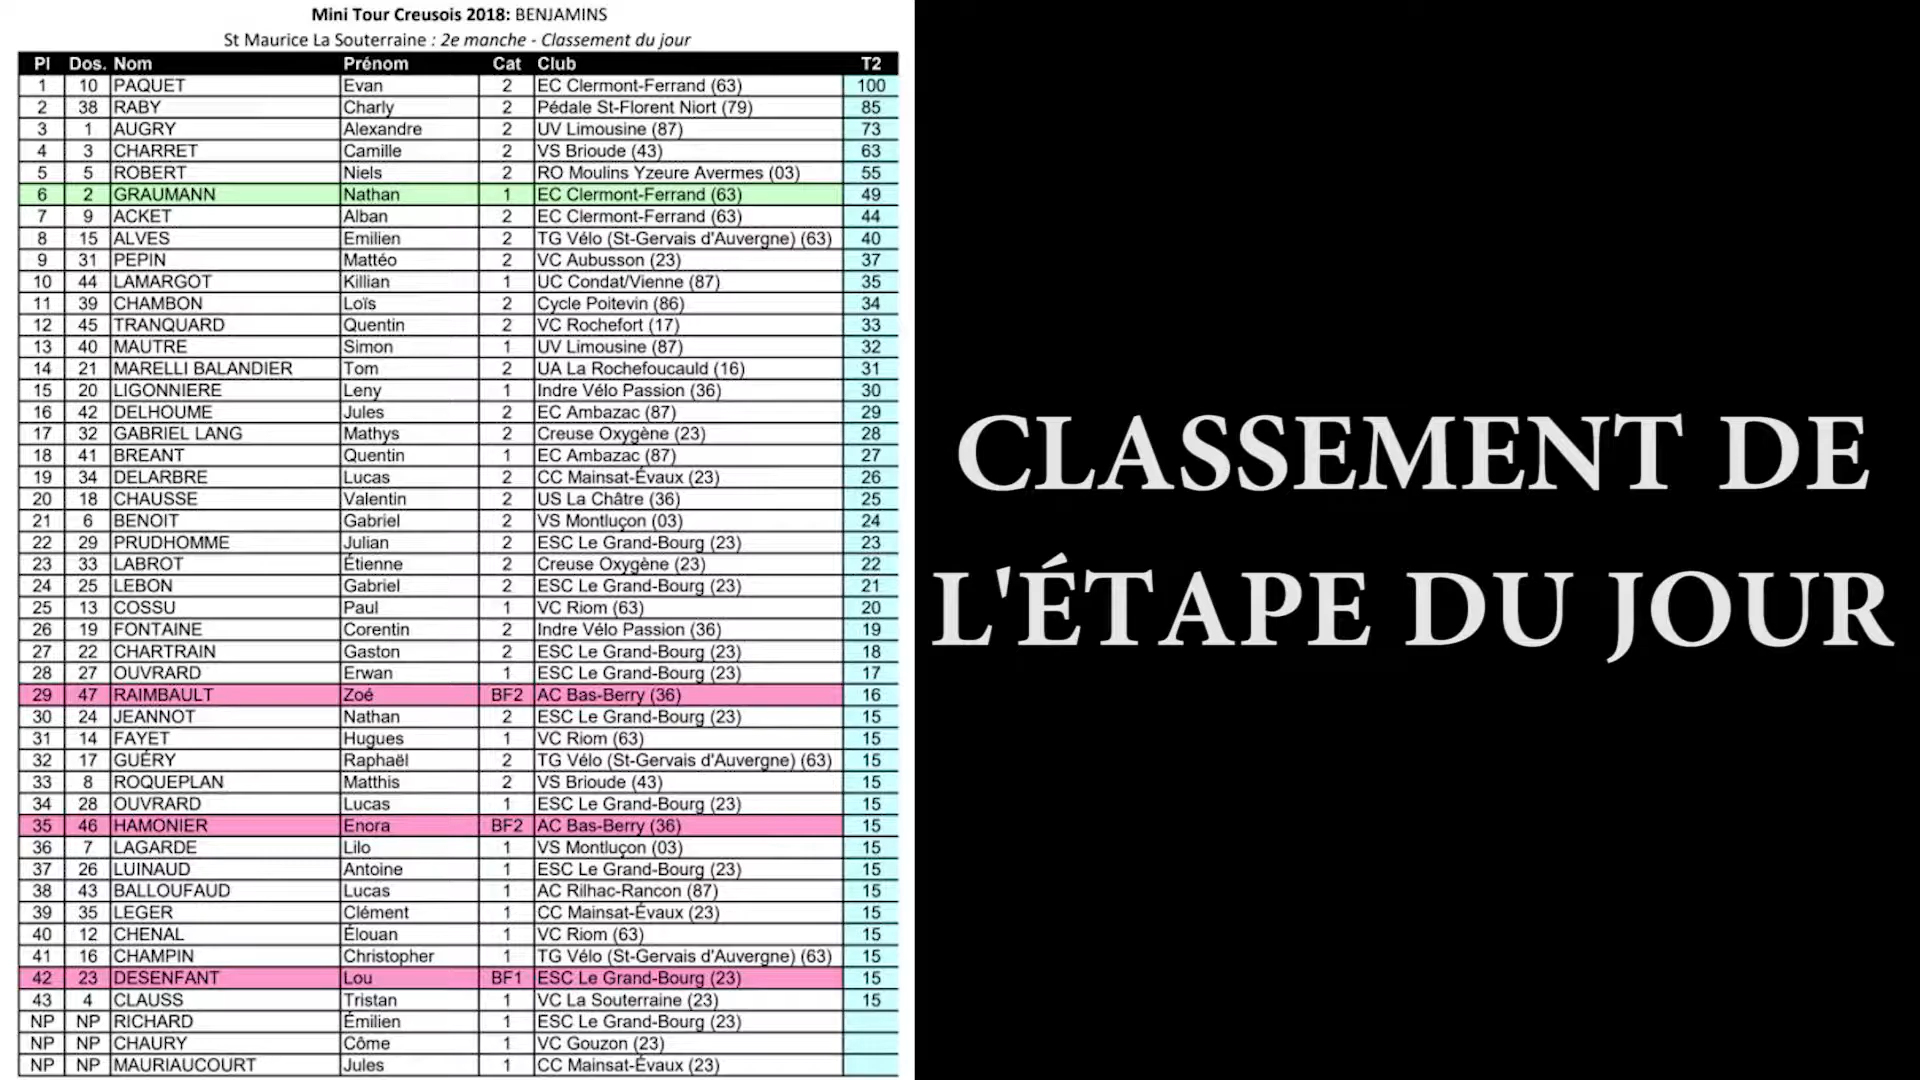 Mini Tour Creusois 2018: BENJAMINS
St Maurice La Souterraine : 2e manche - Classement du jour
Pl Dos. Nom Prénom Cat Club T2
1 10 PAQUET Evan 2 EC Clermont-Ferrand (63) 100
2 38 RABY Charly 2 Pédale St-Florent Niort (79) 85
3 1 AUGRY Alexandre 2 UV Limousine (87) 73
4 3 CHARRET Camille 2 VS Brioude (43) 63
5 5 ROBERT Niels 2 RO Moulins Yzeure Avermes (03) 55
6 2 GRAUMANN Nathan 1 EC Clermont-Ferrand (63) 49
7 9 ACKET Alban 2 EC Clermont-Ferrand (63) 44
8 15 ALVES Emilien 2 TG Vélo (St-Gervais d'Auvergne) (63) 40
9 31 PEPIN Mattéo 2 VC Aubusson (23) 37
10 44 LAMARGOT Killian 1 UC Condat/Vienne (87) 35
11 39 CHAMBON Loïs 2 Cycle Poitevin (86) 34
12 45 TRANQUARD Quentin 2 VC Rochefort (17) 33
13 40 MAUTRE Simon 1 UV Limousine (87) 32
14 21 MARELLI BALANDIER Tom 2 UA La Rochefoucauld (16) 31
15 20 LIGONNIERE Leny 1 Indre Vélo Passion (36) 30
16 42 DELHOUME Jules 2 EC Ambazac (87) 29
17 32 GABRIEL LANG Mathys 2 Creuse Oxygène (23) 28
18 41 BREANT Quentin 1 EC Ambazac (87) 27
19 34 DELARBRE Lucas 2 CC Mainsat-Évaux (23) 26
20 18 CHAUSSE Valentin 2 US La Châtre (36) 25
21 6 BENOIT Gabriel 2 VS Montluçon (03) 24
22 29 PRUDHOMME Julian 2 ESC Le Grand-Bourg (23) 23
23 33 LABROT Étienne 2 Creuse Oxygène (23) 22
24 25 LEBON Gabriel 2 ESC Le Grand-Bourg (23) 21
25 13 COSSU Paul 1 VC Riom (63) 20
26 19 FONTAINE Corentin 2 Indre Vélo Passion (36) 19
27 22 CHARTRAIN Gaston 2 ESC Le Grand-Bourg (23) 18
28 27 OUVRARD Erwan 1 ESC Le Grand-Bourg (23) 17
29 47 RAIMBAULT Zoé BF2 AC Bas-Berry (36) 16
30 24 JEANNOT Nathan 2 ESC Le Grand-Bourg (23) 15
31 14 FAYET Hugues 1 VC Riom (63) 15
32 17 GUÉRY Raphaël 2 TG Vélo (St-Gervais d'Auvergne) (63) 15
33 8 ROQUEPLAN Matthis 2 VS Brioude (43) 15
34 28 OUVRARD Lucas 1 ESC Le Grand-Bourg (23) 15
35 46 HAMONIER Enora BF2 AC Bas-Berry (36) 15
36 7 LAGARDE Lilo 1 VS Montluçon (03) 15
37 26 LUINAUD Antoine 1 ESC Le Grand-Bourg (23) 15
38 43 BALLOUFAUD Lucas 1 AC Rilhac-Rancon (87) 15
39 35 LEGER Clément 1 CC Mainsat-Évaux (23) 15
40 12 CHENAL Élouan 1 VC Riom (63) 15
41 16 CHAMPIN Christopher 1 TG Vélo (St-Gervais d'Auvergne) (63) 15
42 23 DESENFANT Lou BF1 ESC Le Grand-Bourg (23) 15
43 4 CLAUSS Tristan 1 VC La Souterraine (23) 15
NP NP RICHARD Émilien 1 ESC Le Grand-Bourg (23)
NP NP CHAURY Côme 1 VC Gouzon (23)
NP NP MAURIAUCOURT Jules 1 CC Mainsat-Évaux (23)
CLASSEMENT DE
L'ÉTAPE DU JOUR